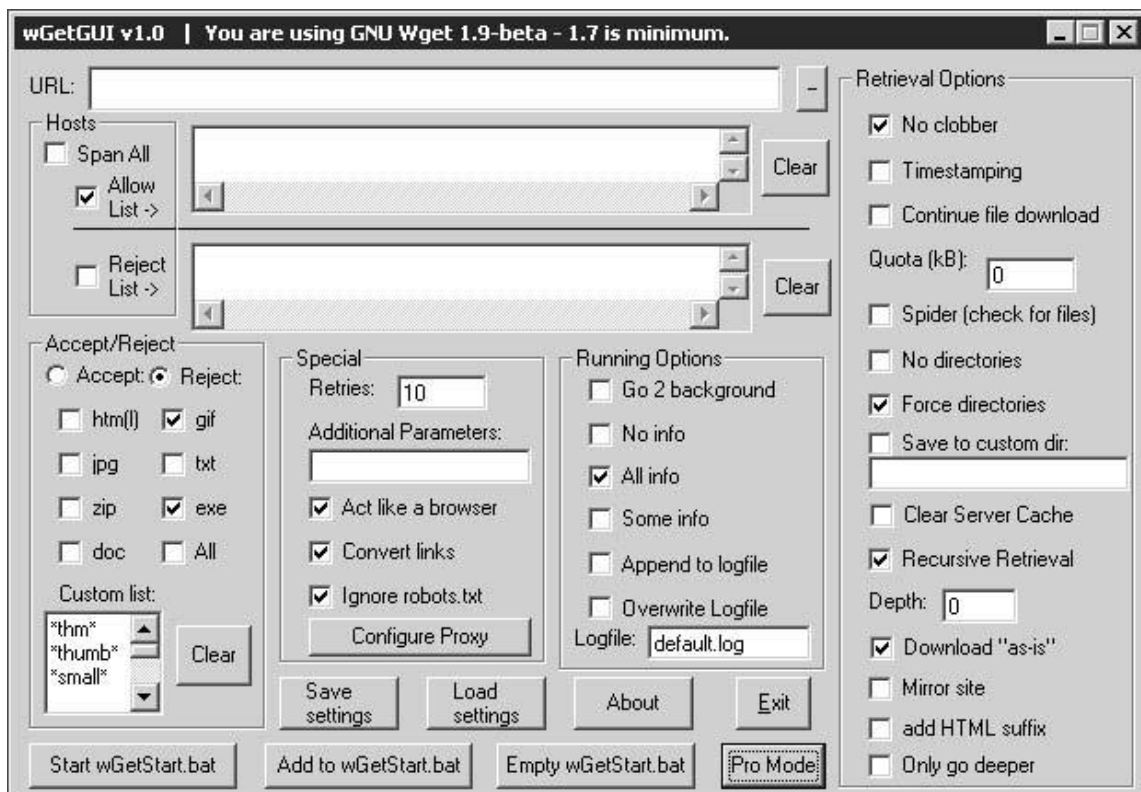 wGetGUI v1.0 | You are using GNU Wget 1.9-beta - 1.7 is minimum.
URL:
-
Hosts
Span All
Allow
List ->
Clear
Reject
List ->
Clear
Accept/Reject
Accept: Reject:
htm(l) gif
jpg txt
zip exe
doc All
Custom list:
*thm*
*thumb*
*small*
Clear
Special
Retries: 10
Additional Parameters:
Act like a browser
Convert links
Ignore robots.txt
Configure Proxy
Running Options
Go 2 background
No info
All info
Some info
Append to logfile
Overwrite Logfile
Logfile: default.log
Save
settings
Load
settings
About
Exit
Start wGetStart.bat
Add to wGetStart.bat
Empty wGetStart.bat
Pro Mode
Retrieval Options
No clobber
Timestamping
Continue file download
Quota (kB): 0
Spider (check for files)
No directories
Force directories
Save to custom dir:
Clear Server Cache
Recursive Retrieval
Depth: 0
Download "as-is"
Mirror site
add HTML suffix
Only go deeper